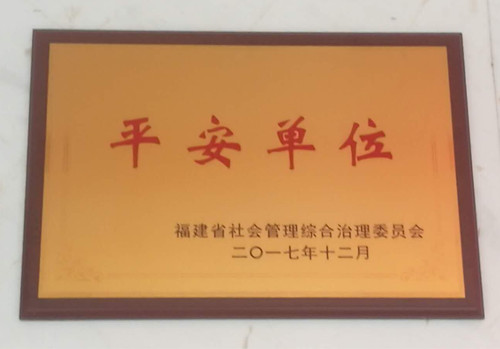 平安单位
福建省社会管理综合治理委员会
二〇一七年十二月